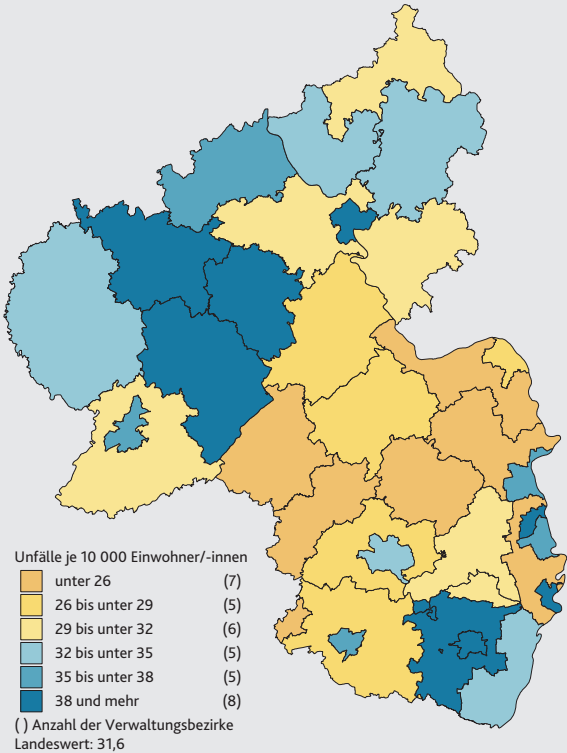 Unfälle je 10 000 Einwohner/-innen
unter 26 (7)
26 bis unter 29 (5)
29 bis unter 32 (6)
32 bis unter 35 (5)
35 bis unter 38 (5)
38 und mehr (8)
( ) Anzahl der Verwaltungsbezirke
Landeswert: 31,6